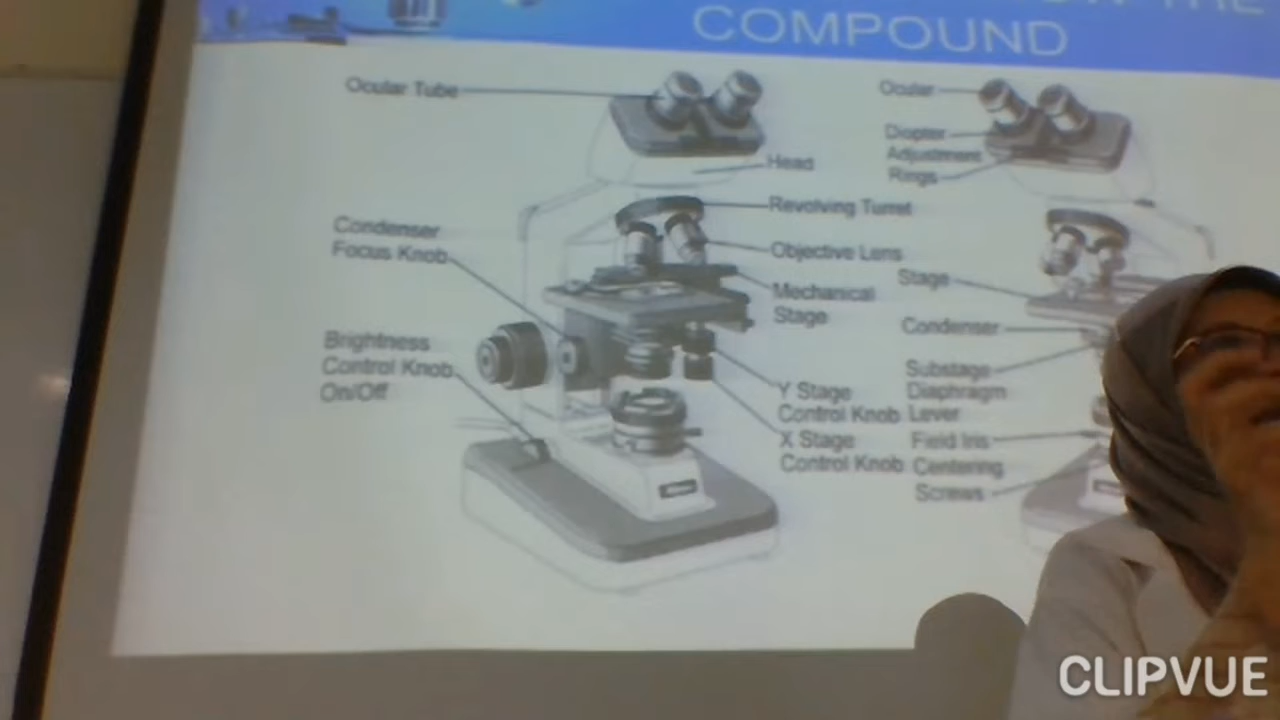 THE
COMPOUND
Ocular Tube
Head
Revolving Turret
Condenser
Focus Knob
Objective Lens
Mechanical
Stage
Brightness
Control Knob
On/Off
Y Stage
Control Knob
X Stage
Control Knob
Ocular
Diopter
Adjustment
Rings
Stage
Condenser
Substage
Diaphragm
Lever
Field Iris
Centering
Screws
CLIPVUE